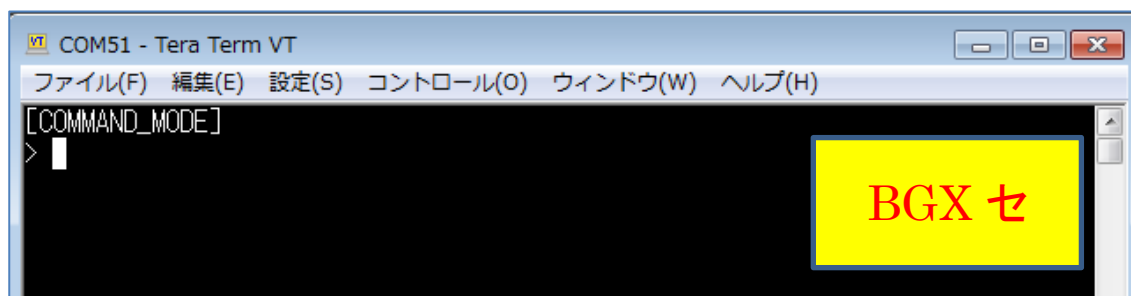 COM51 - Tera Term VT
ファイル(F) 編集(E) 設定(S) コントロール(O) ウィンドウ(W) ヘルプ(H)
[COMMAND_MODE]
>
BGX セ